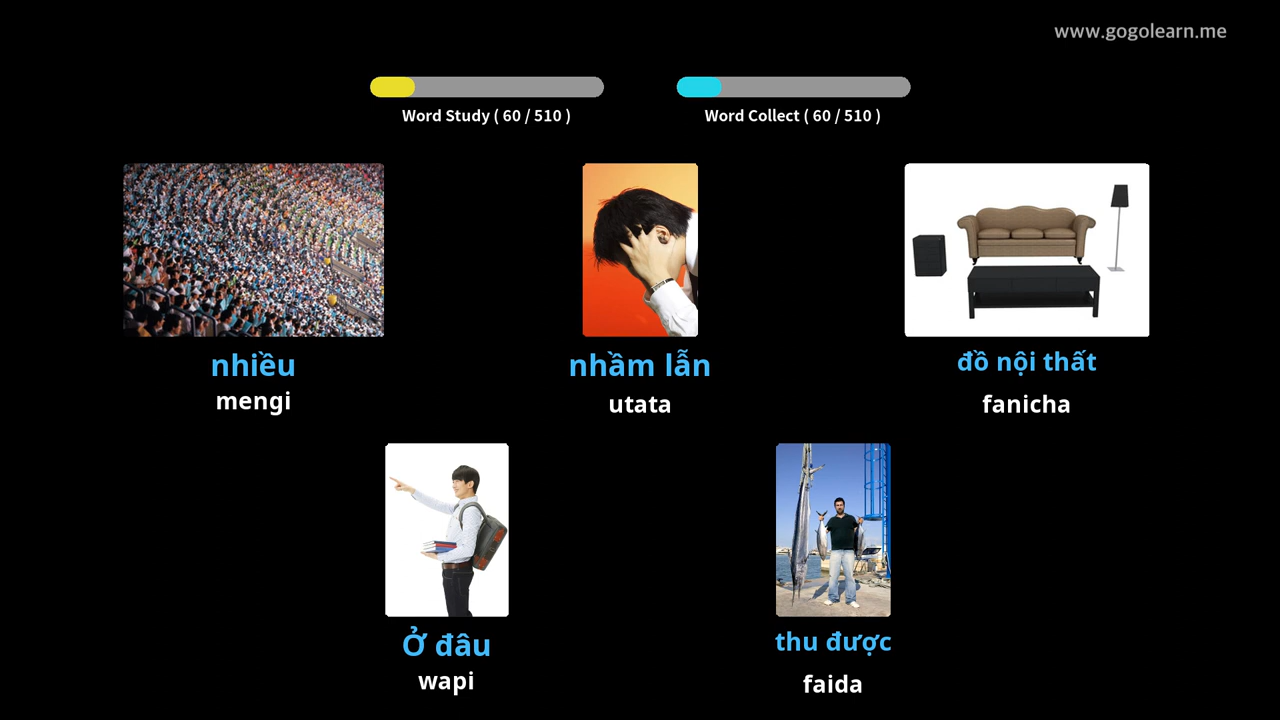 www.gogolearn.me
Word Study ( 60 / 510 )
Word Collect ( 60 / 510 )
nhiều
mengi
nhầm lẫn
utata
đồ nội thất
fanicha
Ở đâu
wapi
thu được
faida